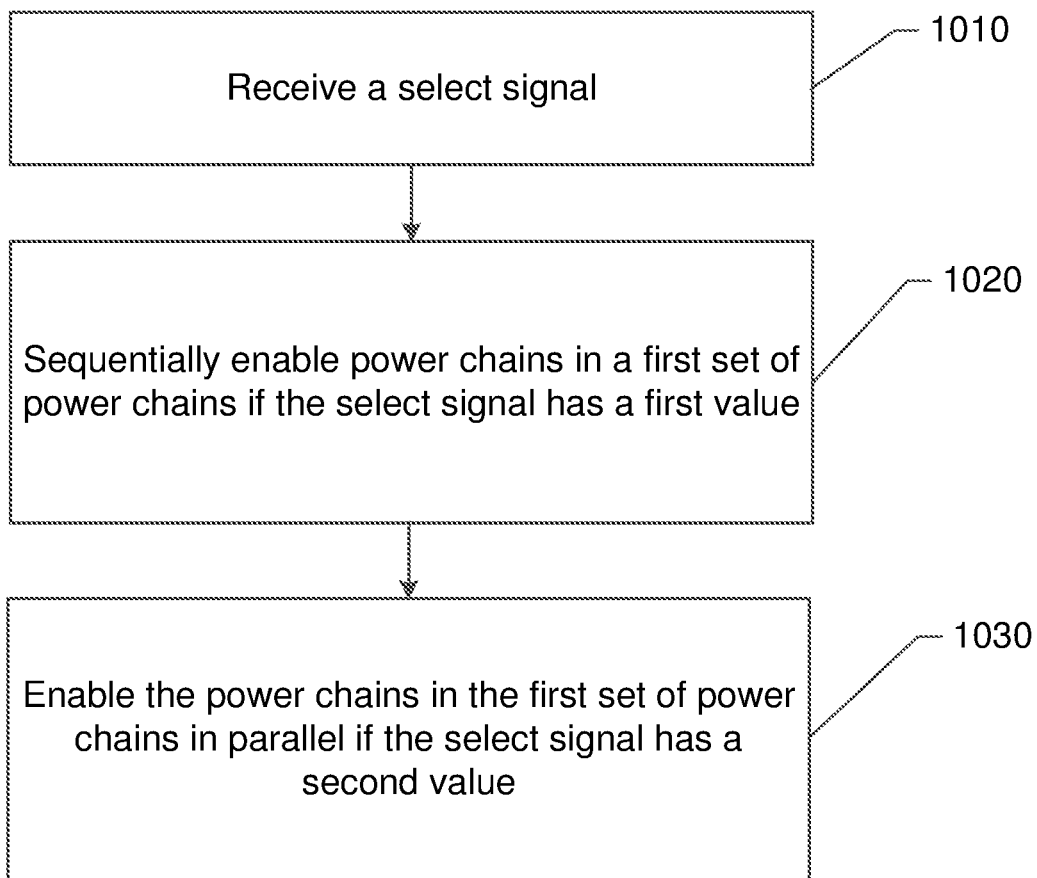 1010
Receive a select signal
1020
Sequentially enable power chains in a first set of
power chains if the select signal has a first value
1030
Enable the power chains in the first set of power
chains in parallel if the select signal has a
second value